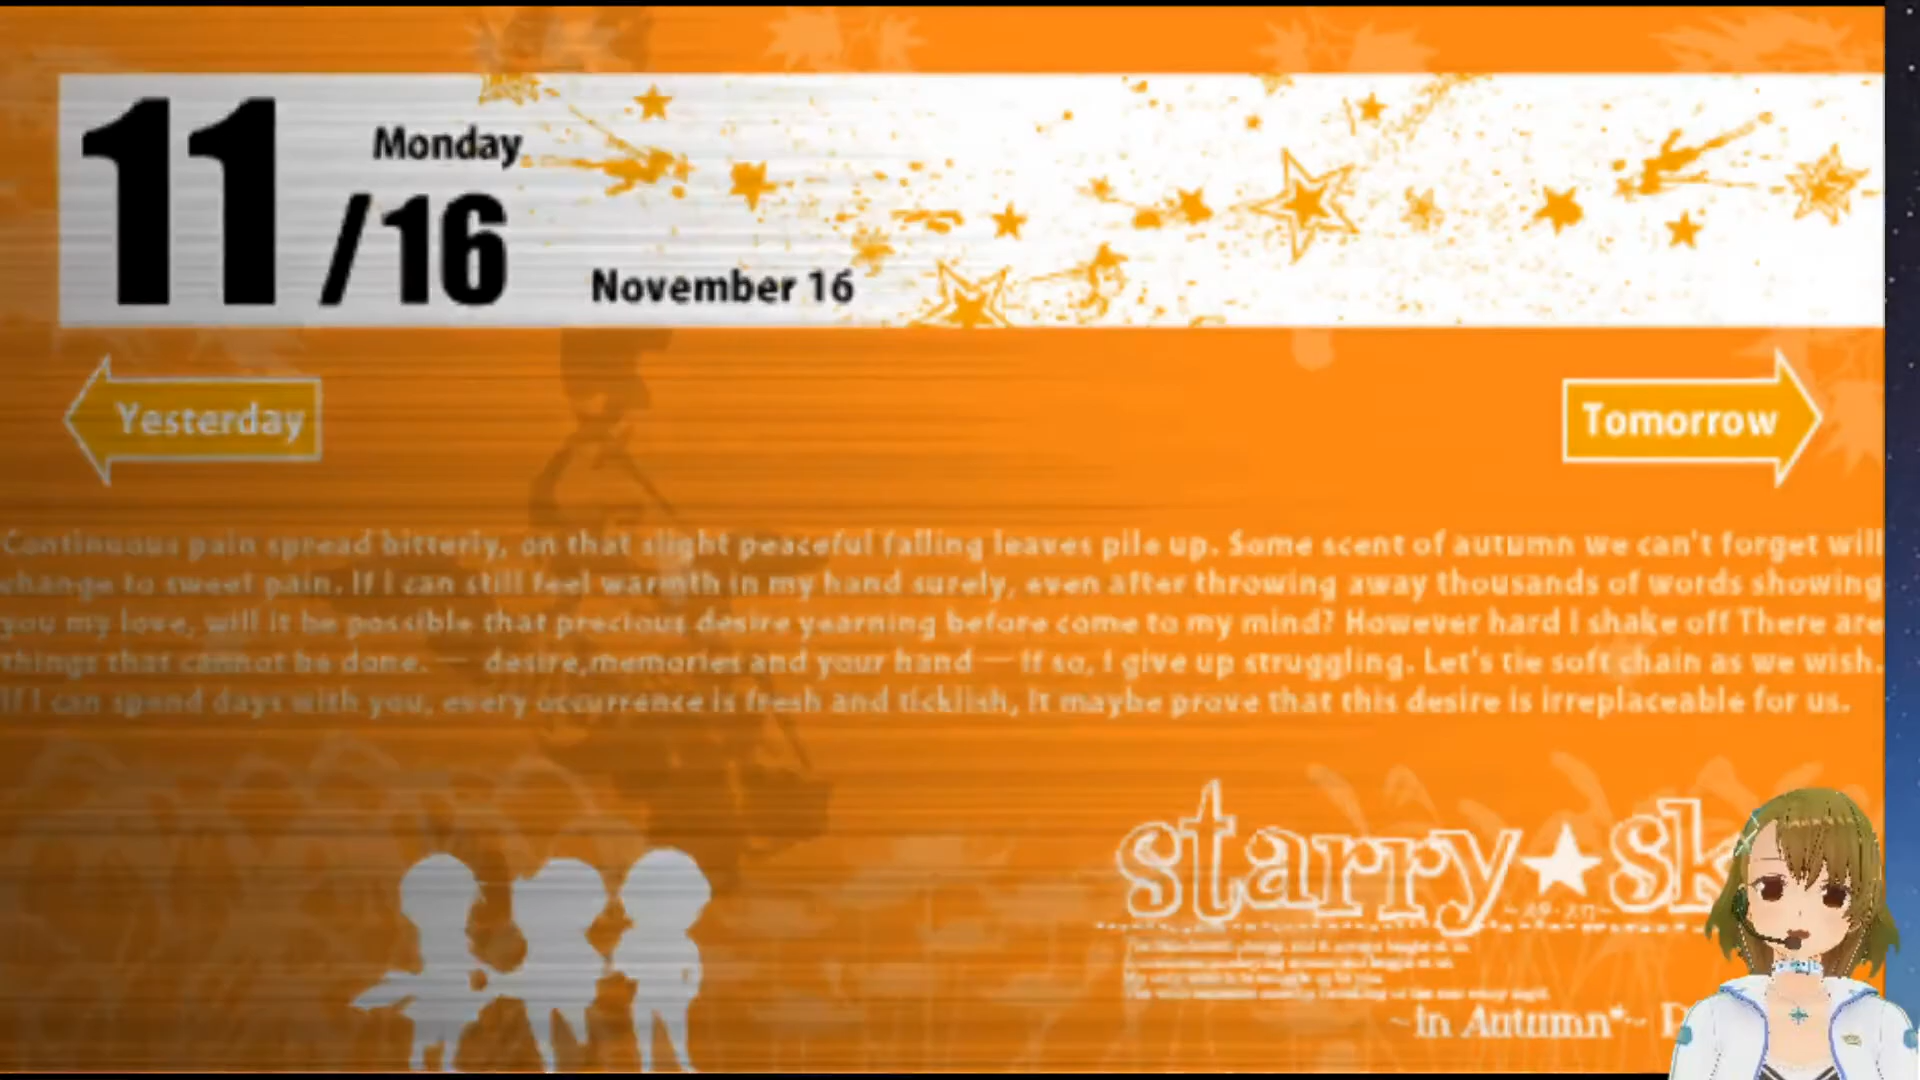 11/16
Monday
November 16
Yesterday
Tomorrow
Continuous pain spread bitterly, on that slight peaceful falling leaves pile up. Some scent of autumn we can't forget will
change to sweet pain. If I can still feel warmth in my hand surely, even after throwing away thousands of words showing
you my love, will it be possible that precious desire yearning before come to my mind? However hard I shake off There are
things that cannot be done. — desire,memories and your hand — If so, I give up struggling. Let's tie soft chain as we wish.
If I can spend days with you, every occurrence is fresh and ticklish, It maybe prove that this desire is irreplaceable for us.
starry★sk
~in Autumn*~